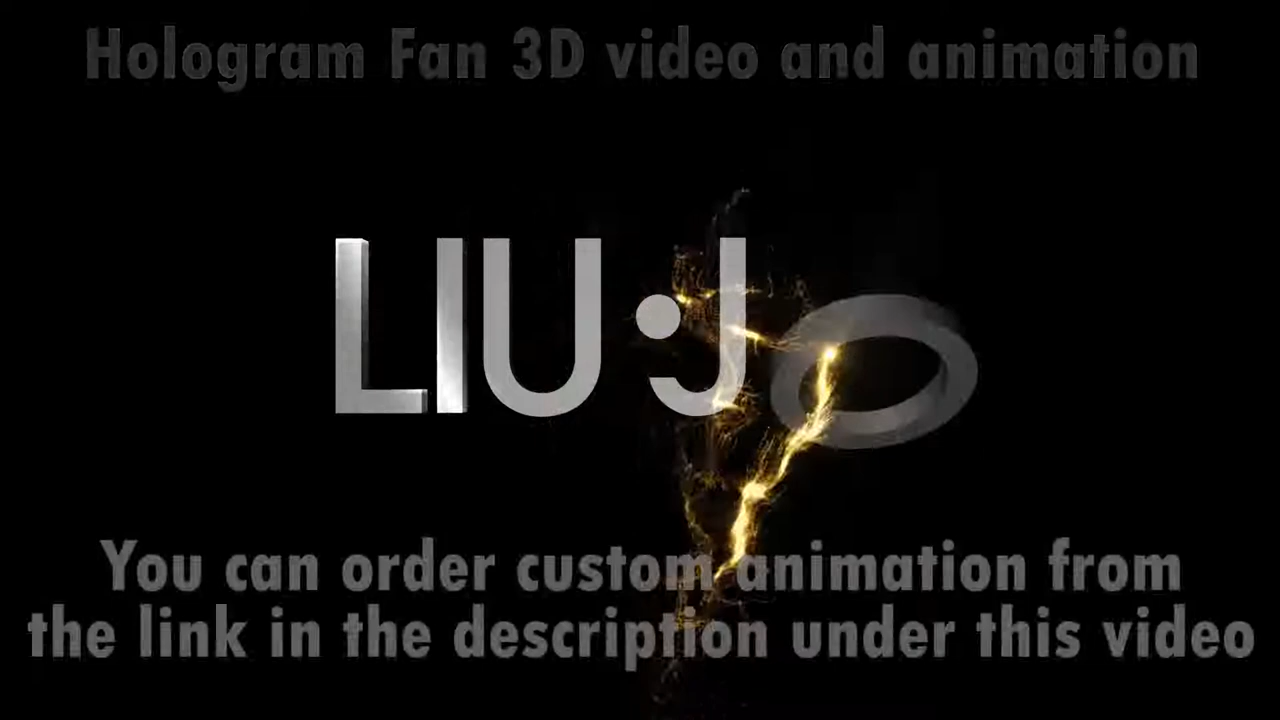 Hologram Fan 3D video and animation
LIU·JO
You can order custom animation from
the link in the description under this video